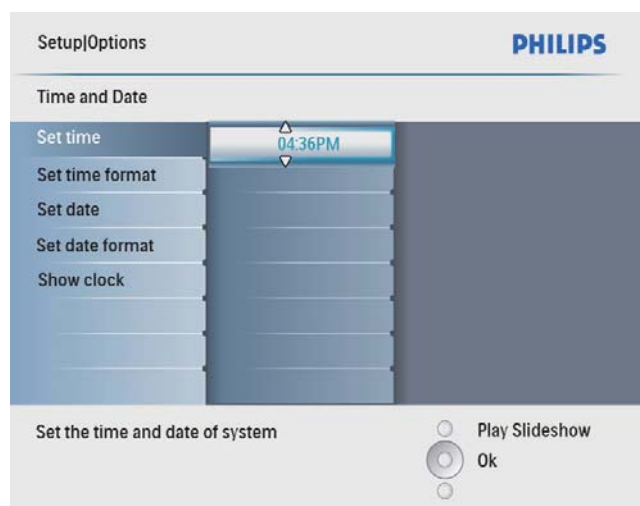 Setup|Options
PHILIPS
Time and Date
Set time
04:36PM
Set time format
Set date
Set date format
Show clock
Set the time and date of system
Play Slideshow
Ok